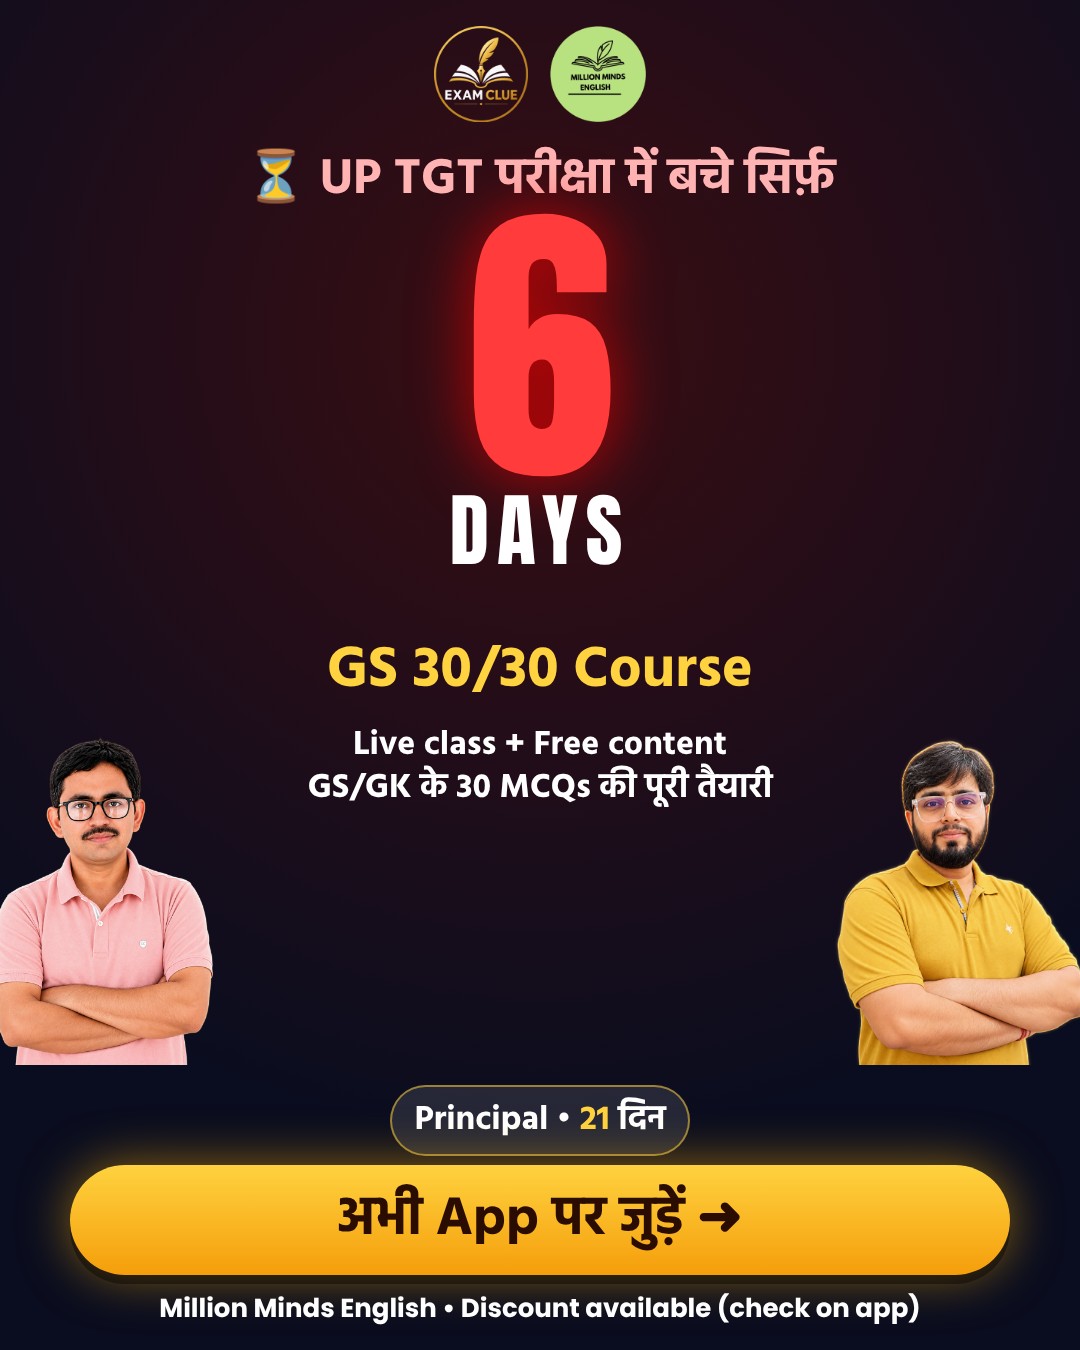 EXAM CLUE
MILLION MINDS
ENGLISH
⏳ UP TGT परीक्षा में बचे सिर्फ़
6
DAYS
GS 30/30 Course
Live class + Free content
GS/GK के 30 MCQs की पूरी तैयारी
Principal • 21 दिन
अभी App पर जुड़ें ➜
Million Minds English • Discount available (check on app)